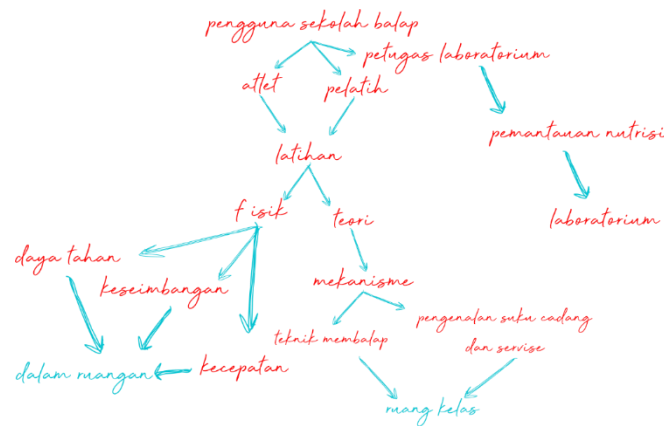 pengguna sekolah balap
petugas laboratorium
atlet
pelatih
pemantauan nutrisi
latihan
laboratorium
fisik
teori
daya tahan
keseimbangan
mekanisme
pengenalan suku cadang
dan servise
teknik membalap
kecepatan
dalam ruangan
ruang kelas